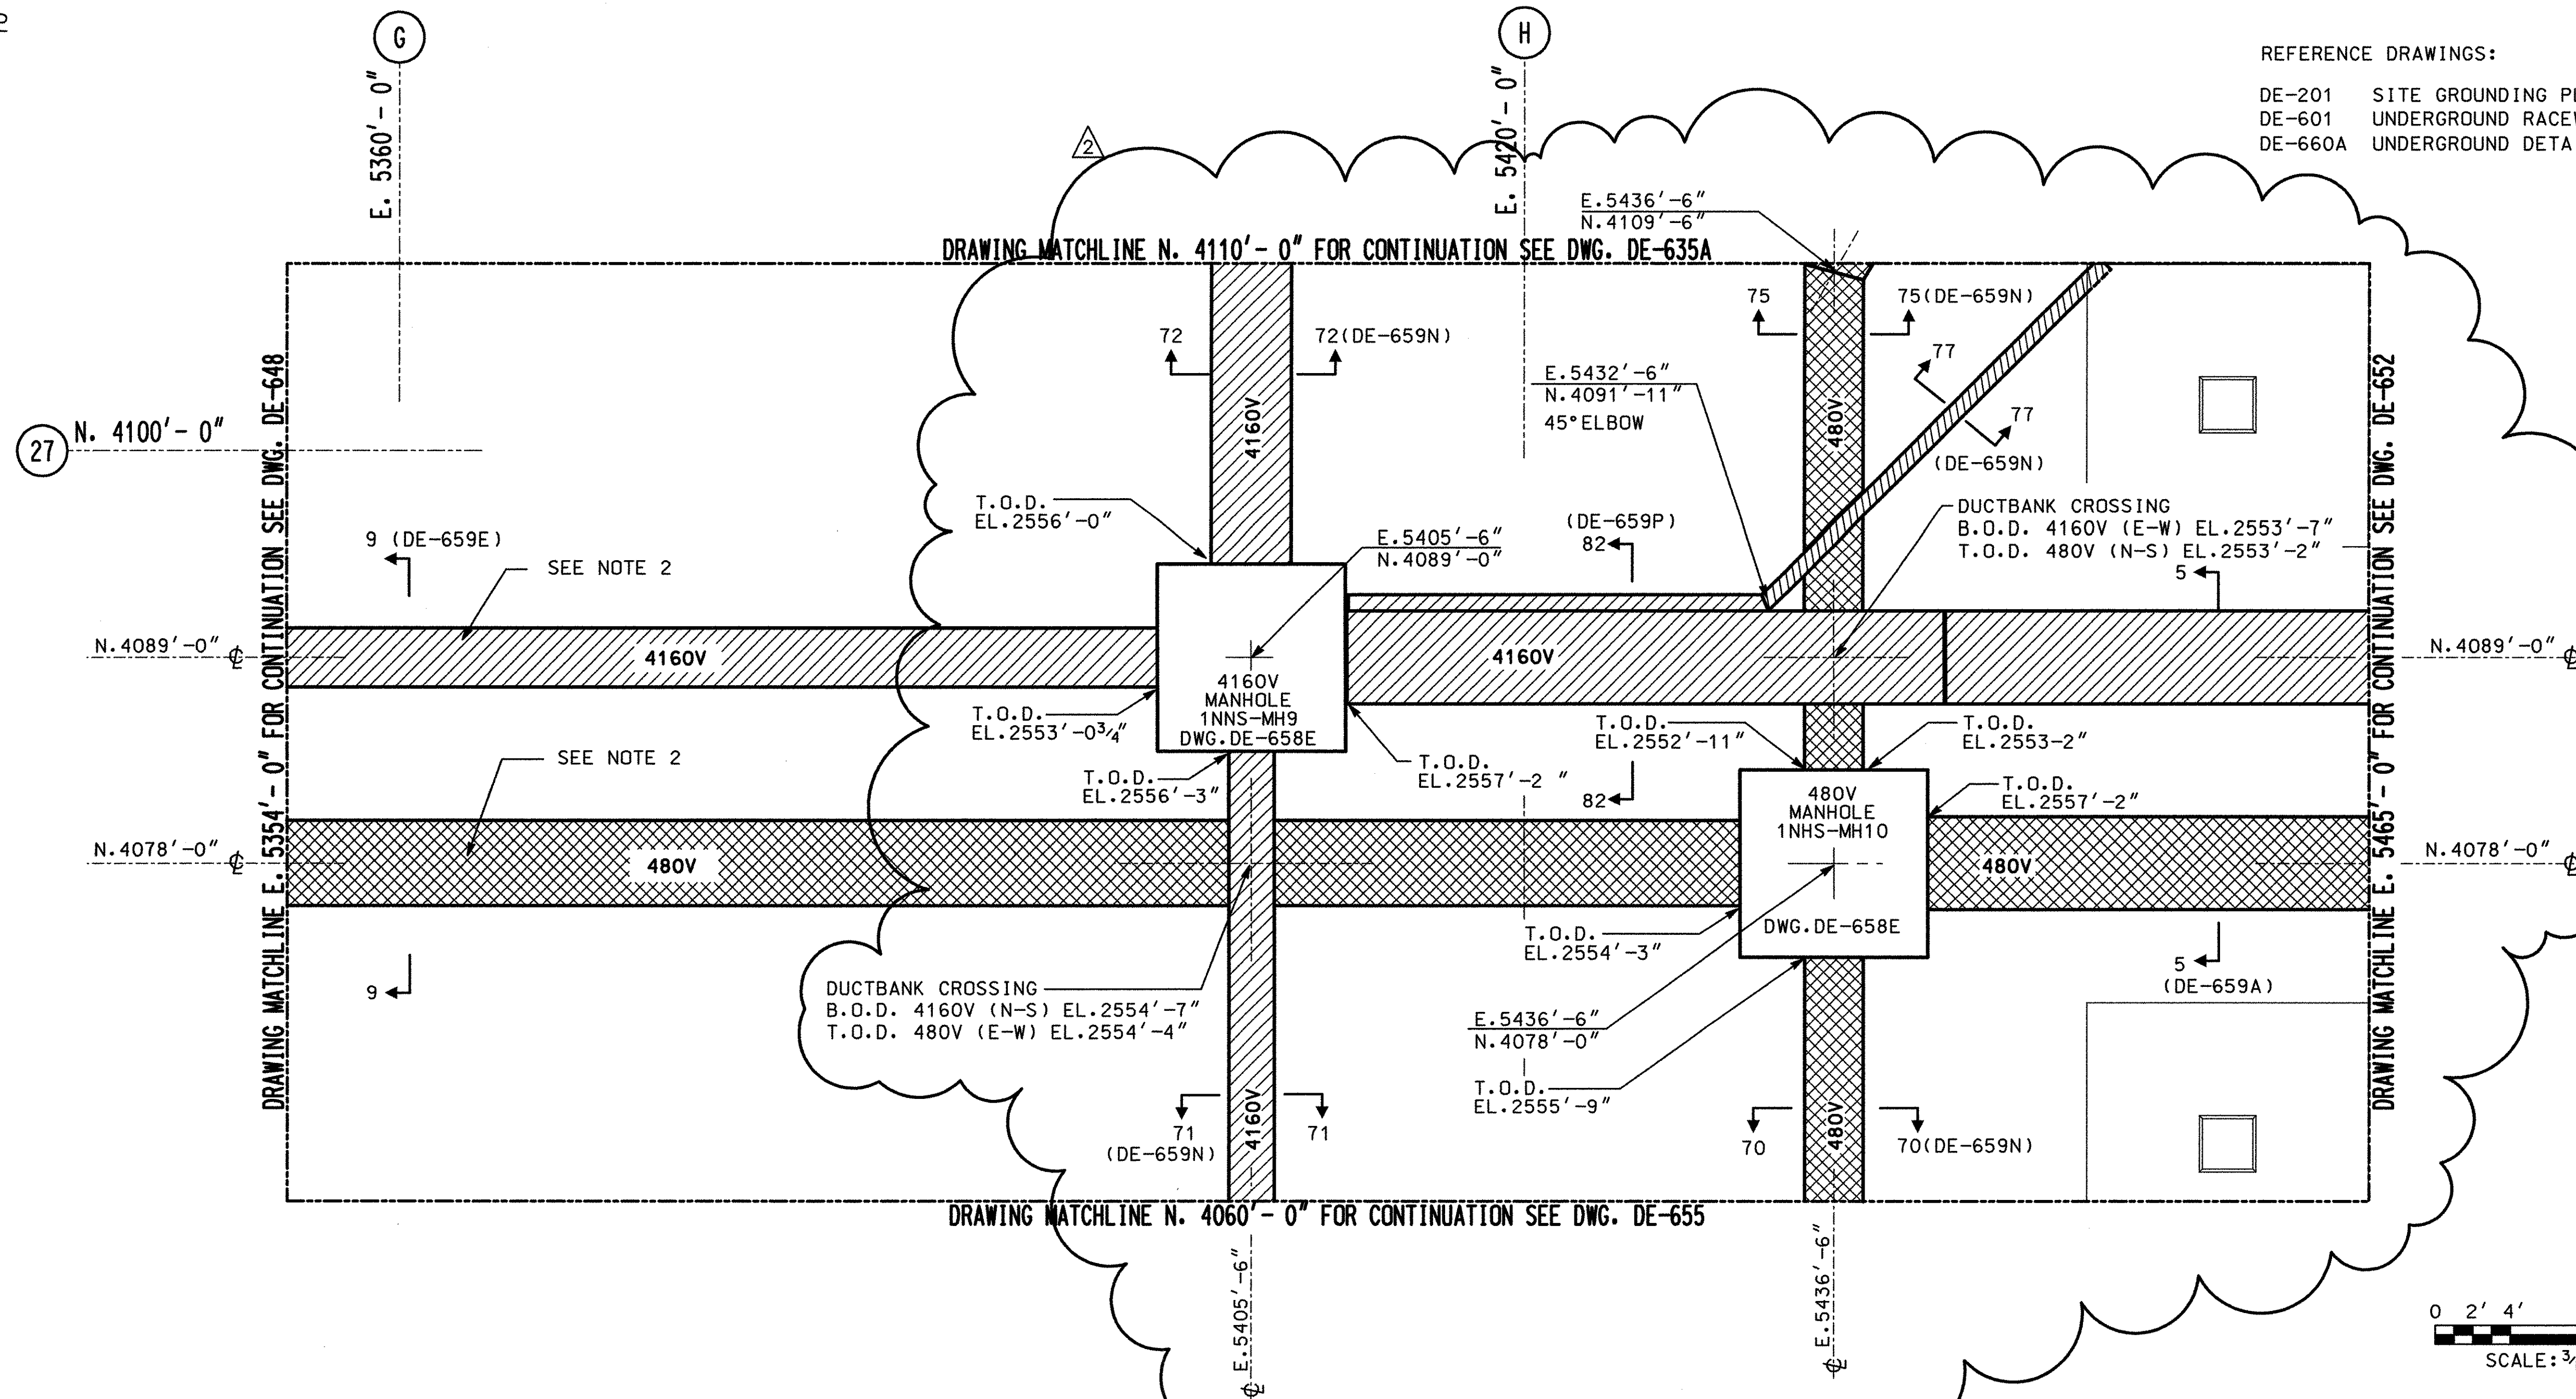 G
H
E. 5360'- 0"
E. 5420'- 0"
REFERENCE DRAWINGS:
DE-201 SITE GROUNDING
DE-601 UNDERGROUND
DE-660A UNDERGROUND
2
E.5436'-6"
N.4109'-6"
DRAWING MATCHLINE N. 4110'- 0" FOR CONTINUATION SEE DWG. DE-635A
75
75(DE-659N)
72
72(DE-659N)
77
E.5432'-6"
N.4091'-11"
45°ELBOW
77
(DE-659N)
4160V
480V
27
N. 4100'- 0"
DRAWING MATCHLINE E. 5354'- 0" FOR CONTINUATION SEE DWG. DE-648
DRAWING MATCHLINE E. 5465'- 0" FOR CONTINUATION SEE DWG. DE-652
T.O.D.
EL.2556'-0"
DUCTBANK CROSSING
B.O.D. 4160V (E-W) EL.2553'-7"
T.O.D. 480V (N-S) EL.2553'-2"
(DE-659P)
82
9 (DE-659E)
SEE NOTE 2
E.5405'-6"
N.4089'-0"
5
N.4089'-0" ℄
4160V
4160V
N.4089'-0" ℄
4160V
MANHOLE
1NNS-MH9
DWG.DE-658E
T.O.D.
EL.2553'-0¾"
T.O.D.
EL.2552'-11"
T.O.D.
EL.2553-2"
SEE NOTE 2
T.O.D.
EL.2556'-3"
T.O.D.
EL.2557'-2 "
82
T.O.D.
EL.2557'-2"
480V
MANHOLE
1NHS-MH10
DWG.DE-658E
N.4078'-0" ℄
480V
480V
N.4078'-0" ℄
T.O.D.
EL.2554'-3"
5
(DE-659A)
9
DUCTBANK CROSSING
B.O.D. 4160V (N-S) EL.2554'-7"
T.O.D. 480V (E-W) EL.2554'-4"
E.5436'-6"
N.4078'-0"
T.O.D.
EL.2555'-9"
71
(DE-659N)
4160V
71
70
480V
70(DE-659N)
DRAWING MATCHLINE N. 4060'- 0" FOR CONTINUATION SEE DWG. DE-655
℄ E.5405'-6"
℄ E.5436'-6"
0 2' 4'
SCALE: